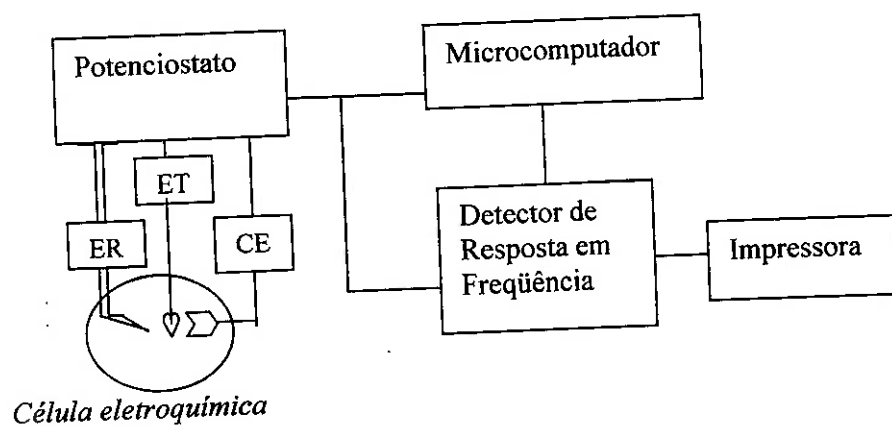 Potenciostato
Microcomputador
ET
ER
CE
Detector de
Resposta em
Freqüência
Impressora
Célula eletroquímica